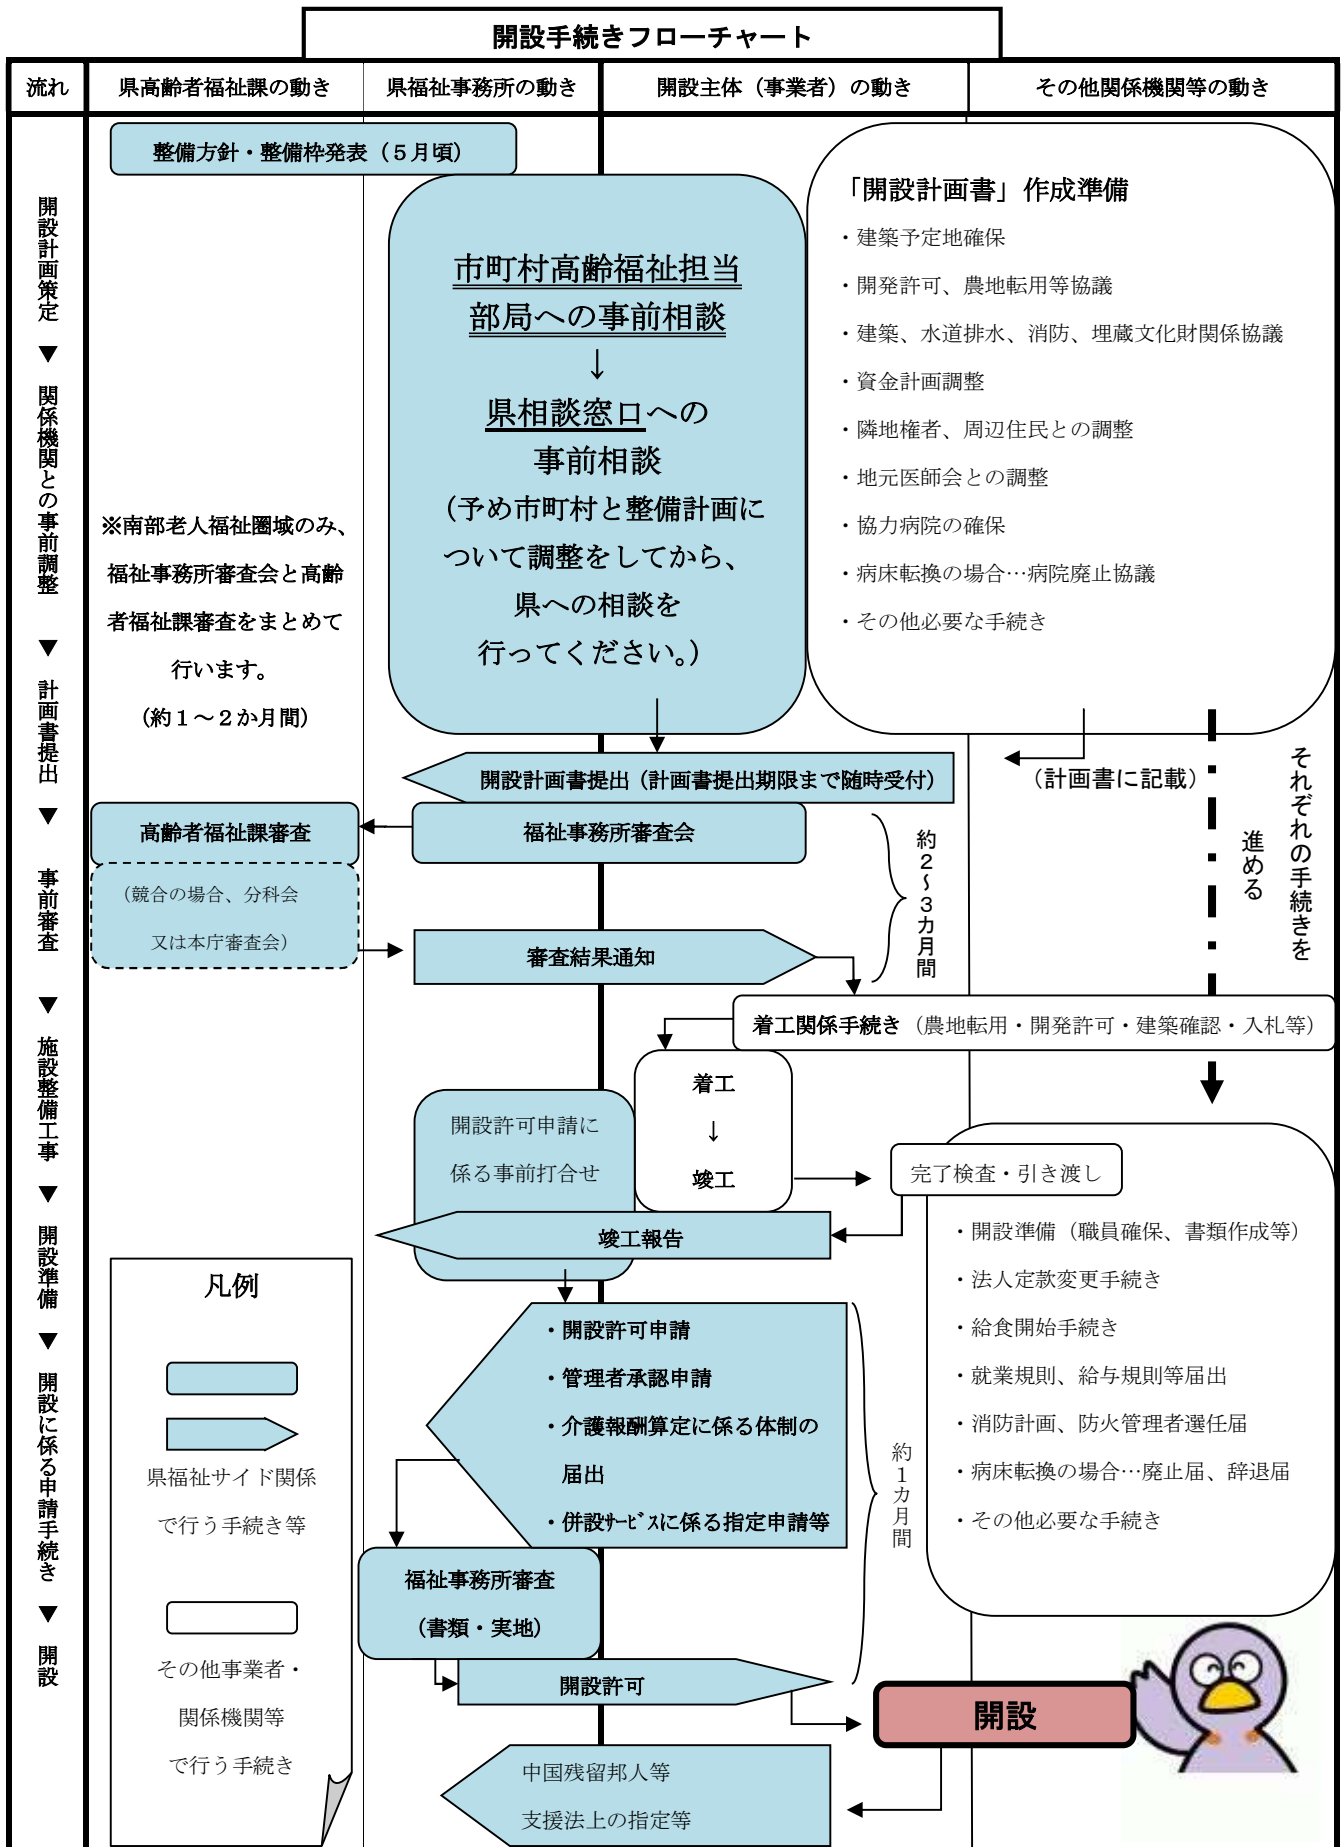 開設手続きフローチャート
流れ
県高齢者福祉課の動き
県福祉事務所の動き
開設主体（事業者）の動き
その他関係機関等の動き
開設計画策定 ▼ 関係機関との事前調整 ▼ 計画書提出 ▼ 事前審査 ▼ 施設整備工事 ▼ 開設準備 ▼ 開設に係る申請手続き ▼ 開設
整備方針・整備枠発表（５月頃）
市町村高齢福祉担当
部局への事前相談
↓
県相談窓口への
事前相談
（予め市町村と整備計画に
ついて調整をしてから、
県への相談を
行ってください。）
「開設計画書」作成準備
・建築予定地確保
・開発許可、農地転用等協議
・建築、水道排水、消防、埋蔵文化財関係協議
・資金計画調整
・隣地権者、周辺住民との調整
・地元医師会との調整
・協力病院の確保
・病床転換の場合…病院廃止協議
・その他必要な手続き
※南部老人福祉圏域のみ、
福祉事務所審査会と高齢
者福祉課審査をまとめて
行います。
（約１～２か月間）
開設計画書提出（計画書提出期限まで随時受付）
（計画書に記載）
それぞれの手続きを
進める
高齢者福祉課審査
福祉事務所審査会
約２～３カ月間
（競合の場合、分科会
又は本庁審査会）
審査結果通知
着工関係手続き（農地転用・開発許可・建築確認・入札等）
着工
↓
竣工
開設許可申請に
係る事前打合せ
完了検査・引き渡し
竣工報告
・開設準備（職員確保、書類作成等）
・法人定款変更手続き
・給食開始手続き
・就業規則、給与規則等届出
・消防計画、防火管理者選任届
・病床転換の場合…廃止届、辞退届
・その他必要な手続き
・開設許可申請
・管理者承認申請
・介護報酬算定に係る体制の
届出
・併設ｻｰﾋﾞｽに係る指定申請等
約１カ月間
福祉事務所審査
（書類・実地）
開設許可
開設
中国残留邦人等
支援法上の指定等
凡例
県福祉サイド関係
で行う手続き等
その他事業者・
関係機関等
で行う手続き